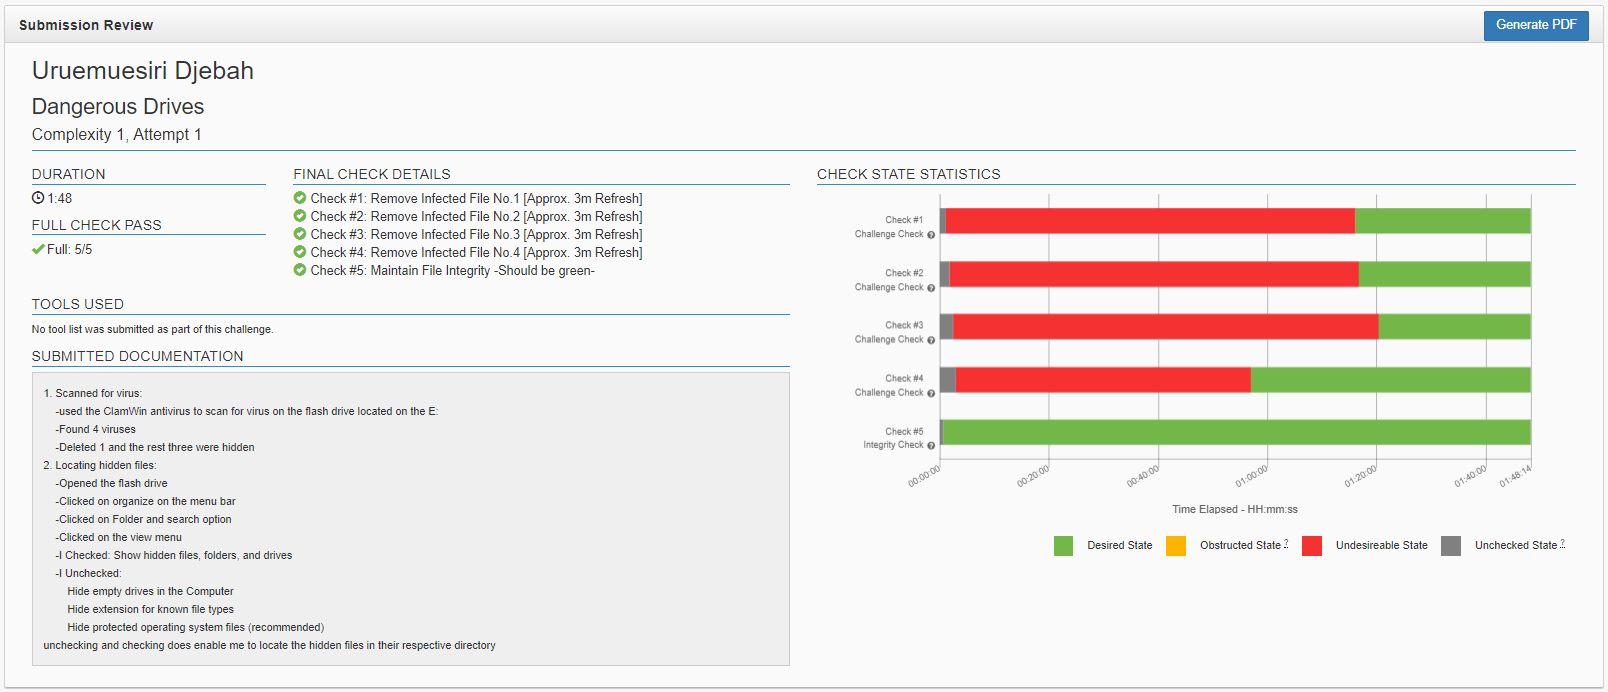 Submission Review
Generate PDF
Uruemuesiri Djebah
Dangerous Drives
Complexity 1, Attempt 1
DURATION
1:48
FULL CHECK PASS
Full: 5/5
FINAL CHECK DETAILS
Check #1: Remove Infected File No.1 [Approx. 3m Refresh]
Check #2: Remove Infected File No.2 [Approx. 3m Refresh]
Check #3: Remove Infected File No.3 [Approx. 3m Refresh]
Check #4: Remove Infected File No.4 [Approx. 3m Refresh]
Check #5: Maintain File Integrity -Should be green-
TOOLS USED
No tool list was submitted as part of this challenge.
SUBMITTED DOCUMENTATION
1. Scanned for virus:
-used the ClamWin antivirus to scan for virus on the flash drive located on the E:
-Found 4 viruses
-Deleted 1 and the rest three were hidden
2. Locating hidden files:
-Opened the flash drive
-Clicked on organize on the menu bar
-Clicked on Folder and search option
-Clicked on the view menu
-I Checked: Show hidden files, folders, and drives
-I Unchecked:
Hide empty drives in the Computer
Hide extension for known file types
Hide protected operating system files (recommended)
unchecking and checking does enable me to locate the hidden files in their respective directory
CHECK STATE STATISTICS
Check #1
Challenge Check ?
Check #2
Challenge Check ?
Check #3
Challenge Check ?
Check #4
Challenge Check ?
Check #5
Integrity Check ?
00:00:00
00:20:00
00:40:00
01:00:00
01:20:00
01:40:00
01:48:14
Time Elapsed - HH:mm:ss
Desired State
Obstructed State ?
Undesireable State
Unchecked State ?